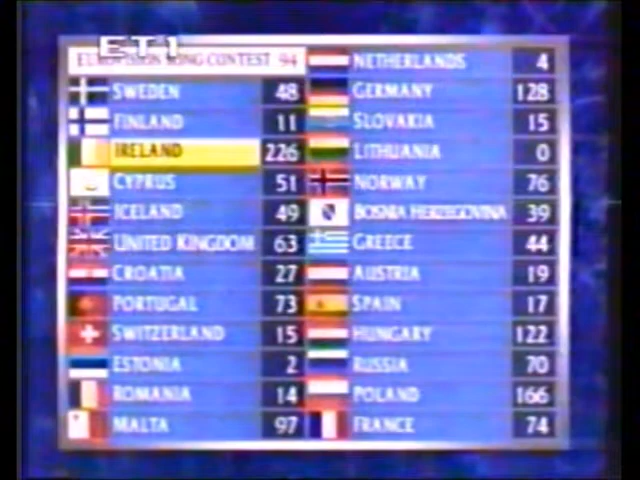 ET1
EUROVISION SONG CONTEST 94
SWEDEN 48
FINLAND 11
IRELAND 226
CYPRUS 51
ICELAND 49
UNITED KINGDOM 63
CROATIA 27
PORTUGAL 73
SWITZERLAND 15
ESTONIA 2
ROMANIA 14
MALTA 97
NETHERLANDS 4
GERMANY 128
SLOVAKIA 15
LITHUANIA 0
NORWAY 76
BOSNIA HERZEGOVINA 39
GREECE 44
AUSTRIA 19
SPAIN 17
HUNGARY 122
RUSSIA 70
POLAND 166
FRANCE 74